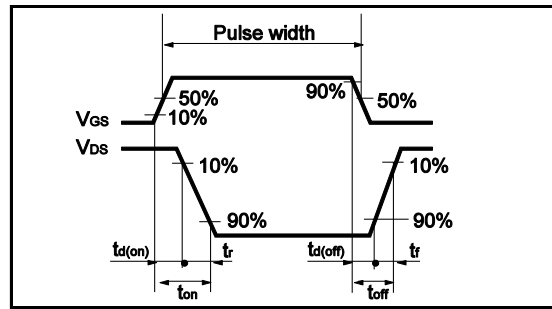 Pulse width
90%
50%
50%
10%
VGS
VDS
10%
10%
90%
90%
td(on)
tr
td(off)
tf
ton
toff